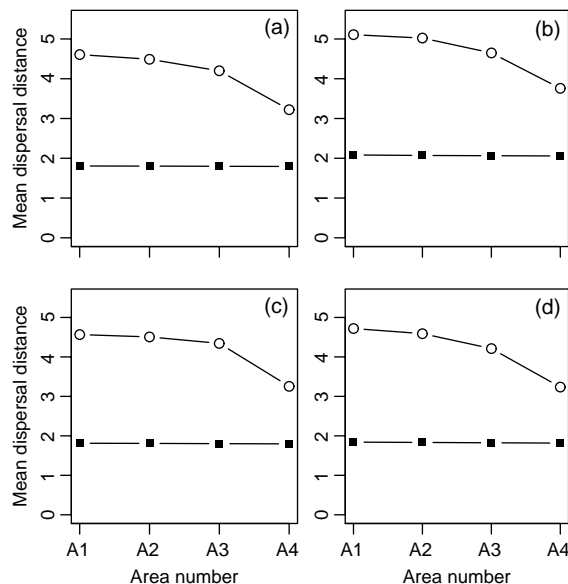 (a)
Mean dispersal distance
0 1 2 3 4 5
(b)
0 1 2 3 4 5
(c)
Mean dispersal distance
0 1 2 3 4 5
A1 A2 A3 A4
Area number
(d)
0 1 2 3 4 5
A1 A2 A3 A4
Area number